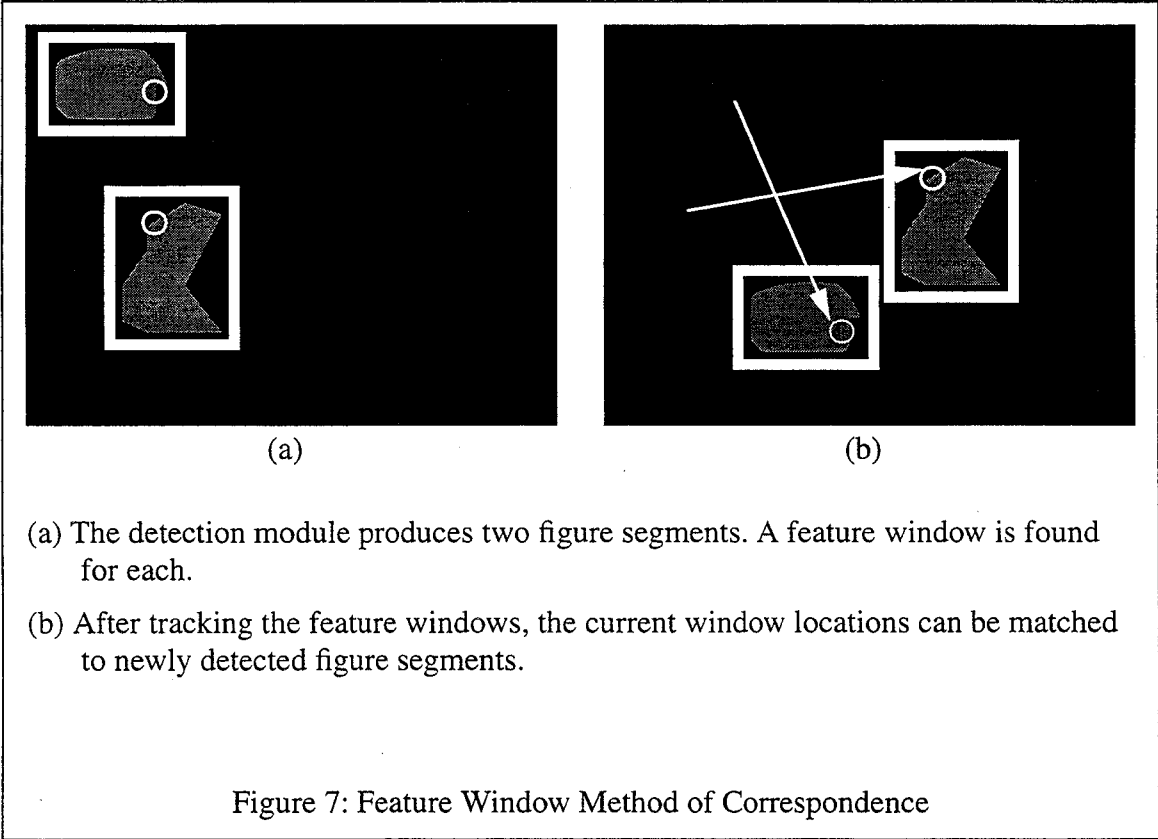 (a)
(b)
(a) The detection module produces two figure segments. A feature window is found
for each.
(b) After tracking the feature windows, the current window locations can be matched
to newly detected figure segments.
Figure 7: Feature Window Method of Correspondence